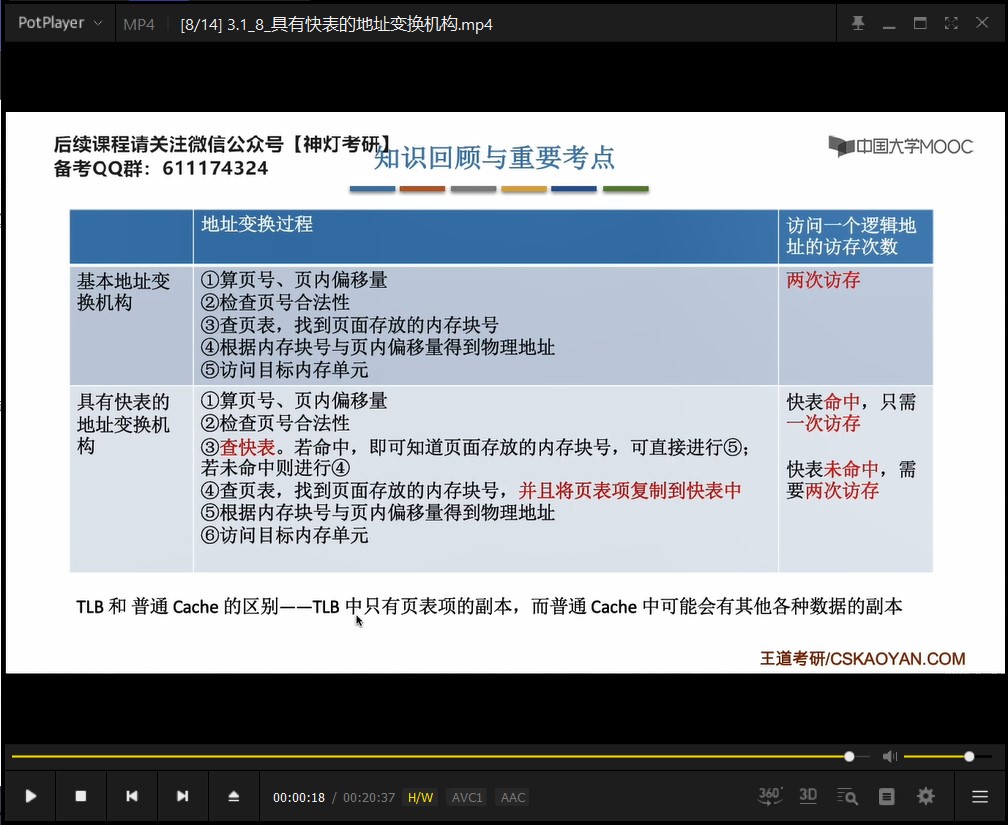 PotPlayer MP4 [8/14] 3.1_8_具有快表的地址变换机构.mp4
后续课程请关注微信公众号【神灯考研】
备考QQ群：611174324
知识回顾与重要考点
中国大学MOOC
地址变换过程
访问一个逻辑地
址的访存次数
基本地址变
换机构
①算页号、页内偏移量
②检查页号合法性
③查页表，找到页面存放的内存块号
④根据内存块号与页内偏移量得到物理地址
⑤访问目标内存单元
两次访存
具有快表的
地址变换机
构
①算页号、页内偏移量
②检查页号合法性
③查快表。若命中，即可知道页面存放的内存块号，可直接进行⑤；
若未命中则进行④
④查页表，找到页面存放的内存块号，并且将页表项复制到快表中
⑤根据内存块号与页内偏移量得到物理地址
⑥访问目标内存单元
快表命中，只需
一次访存
快表未命中，需
要两次访存
TLB 和 普通 Cache 的区别——TLB 中只有页表项的副本，而普通 Cache 中可能会有其他各种数据的副本
王道考研/CSKAOYAN.COM
00:00:18 / 00:20:37 H/W AVC1 AAC 360° 3D